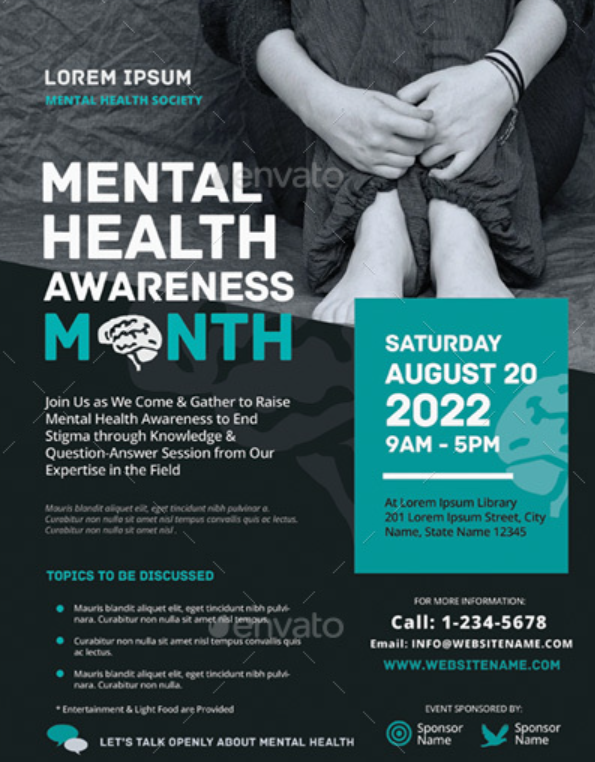 LOREM IPSUM
MENTAL HEALTH SOCIETY
MENTAL
HEALTH
AWARENESS
MONTH
Join Us as We Come & Gather to Raise
Mental Health Awareness to End
Stigma through Knowledge &
Question-Answer Session from Our
Expertise in the Field
Mauris blandit aliquet elit, eget tincidunt nibh pulvinar a.
Curabitur non nulla sit amet nisl tempus convallis quis ac lectus.
Curabitur non nulla sit amet nisl .
SATURDAY
AUGUST 20
2022
9AM - 5PM
At Lorem Ipsum Library
201 Lorem Ipsum Street, City
Name, State Name 12345
TOPICS TO BE DISCUSSED
Mauris blandit aliquet elit, eget tincidunt nibh pulvi-
nara. Curabitur non nulla sit amet nisl tempus.
Curabitur non nulla sit amet nisl tempus convallis quis
ac lectus.
Mauris blandit aliquet elit, eget tincidunt nibh pulvi-
nara. Curabitur non nulla.
* Entertainment & Light Food are Provided
LET'S TALK OPENLY ABOUT MENTAL HEALTH
FOR MORE INFORMATION:
Call: 1-234-5678
Email: INFO@WEBSITENAME.COM
WWW.WEBSITENAME.COM
EVENT SPONSORED BY:
Sponsor
Name
Sponsor
Name
envato
envato